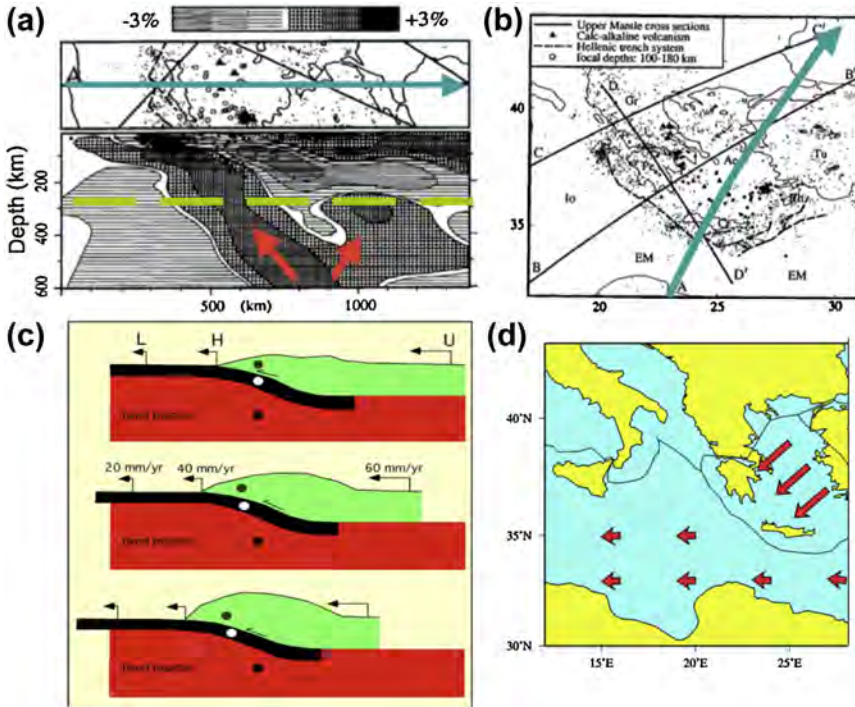 (a)
-3%
+3%
A
Depth (km)
200
400
600
500
(km)
1000
(b)
Upper Mantle cross sections
Calc-alkaline volcanism
Hellenic trench system
focal depths: 100-180 km
40
35
20
25
30
D
Gr
B'
C
Ae
Tu
Io
Rh
EM
EM
B
A
D'
(c)
L
H
U
20 mm/yr
40 mm/yr
60 mm/yr
(d)
40°N
35°N
30°N
15°E
20°E
25°E